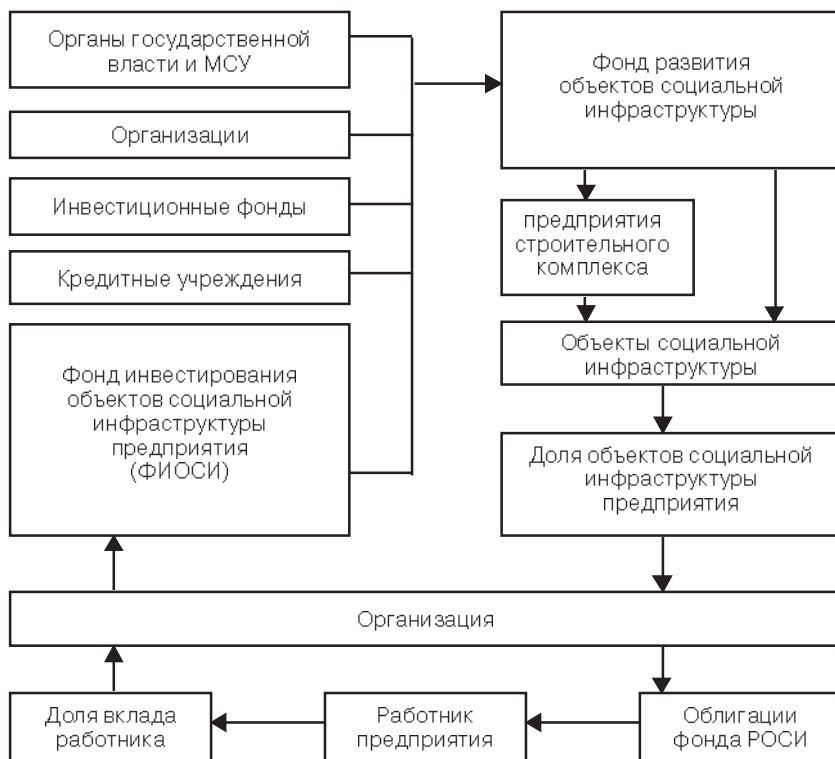 Органы государственной
власти и МСУ
Организации
Инвестиционные фонды
Кредитные учреждения
Фонд инвестирования
объектов социальной
инфраструктуры
предприятия
(ФИОСИ)
Фонд развития
объектов социальной
инфраструктуры
предприятия
строительного
комплекса
Объекты социальной
инфраструктуры
Доля объектов социальной
инфраструктуры
предприятия
Организация
Доля вклада
работника
Работник
предприятия
Облигации
фонда РОСИ